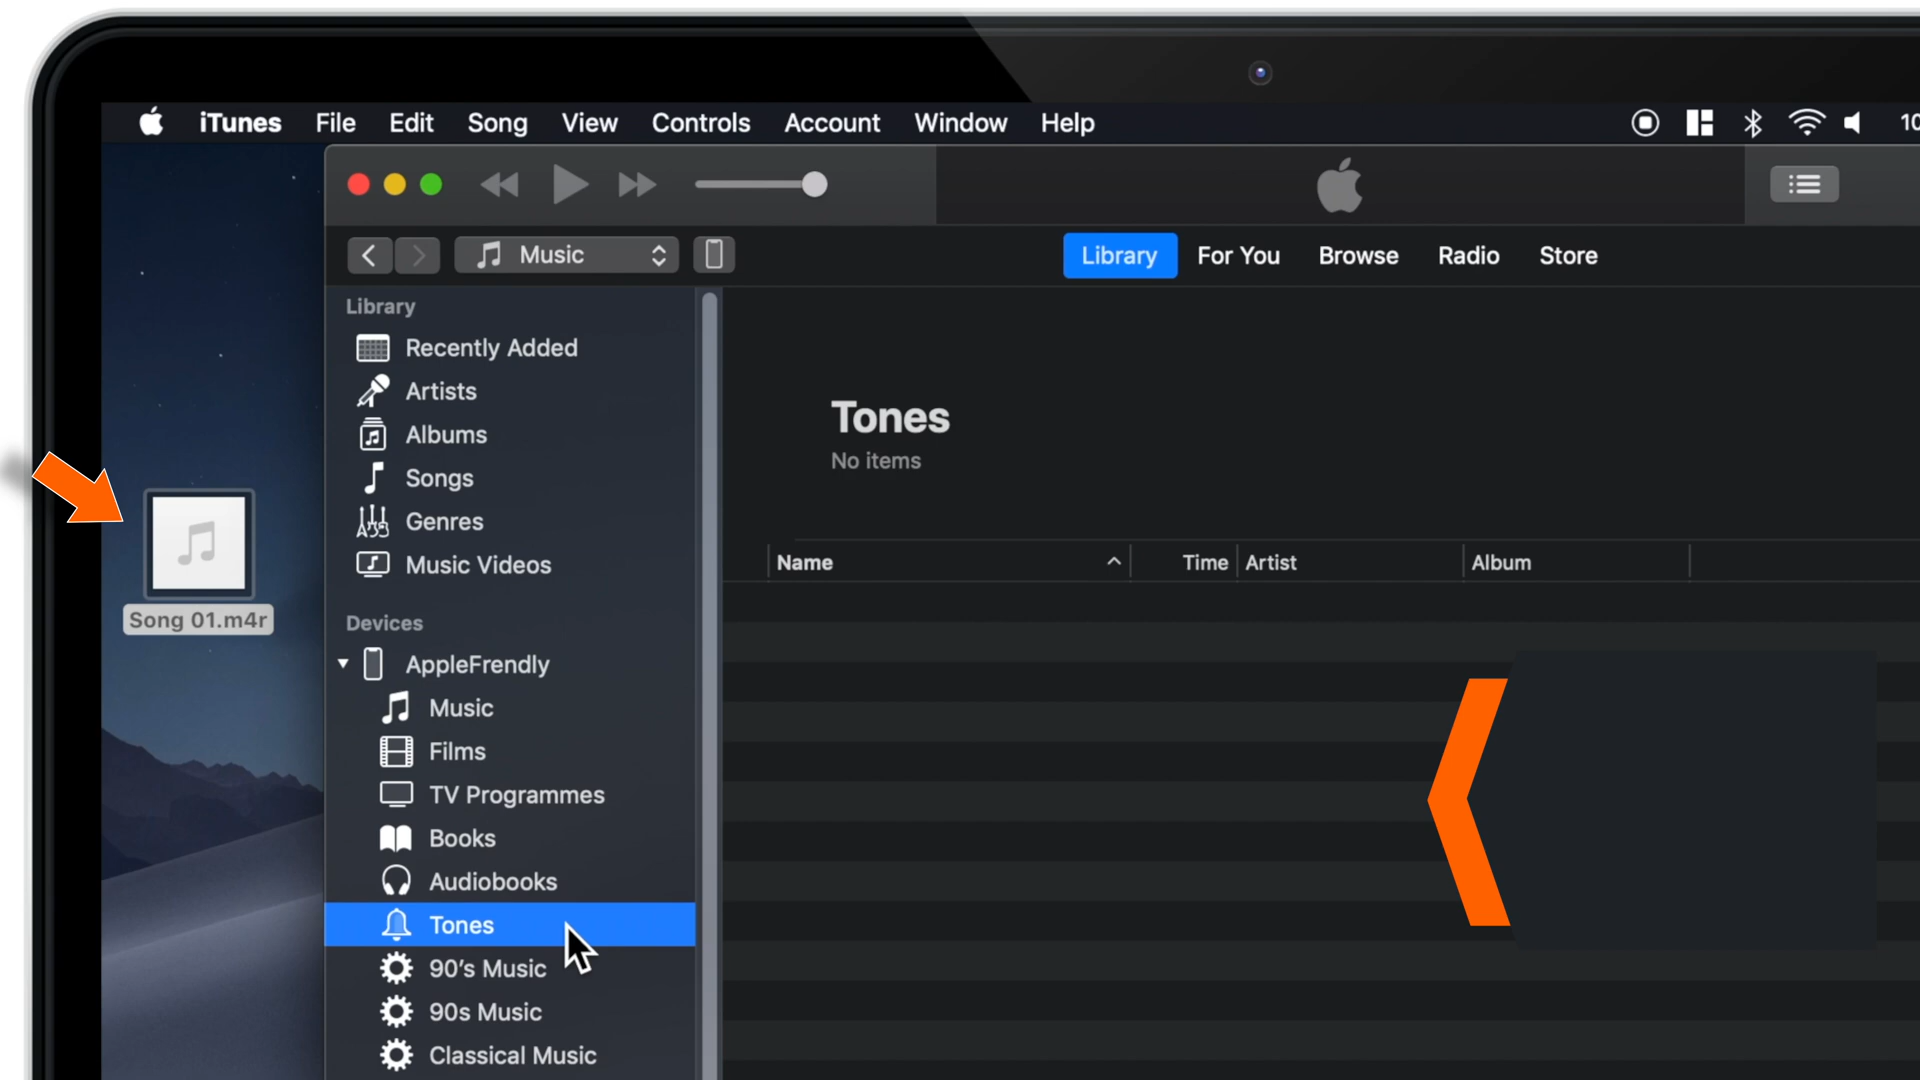 iTunes File Edit Song View Controls Account Window Help 10
Music
Library For You Browse Radio Store
Library
Recently Added
Artists
Albums
Songs
Genres
Music Videos
Devices
AppleFrendly
Music
Films
TV Programmes
Books
Audiobooks
Tones
90's Music
90s Music
Classical Music
Song 01.m4r
Tones
No items
Name Time Artist Album